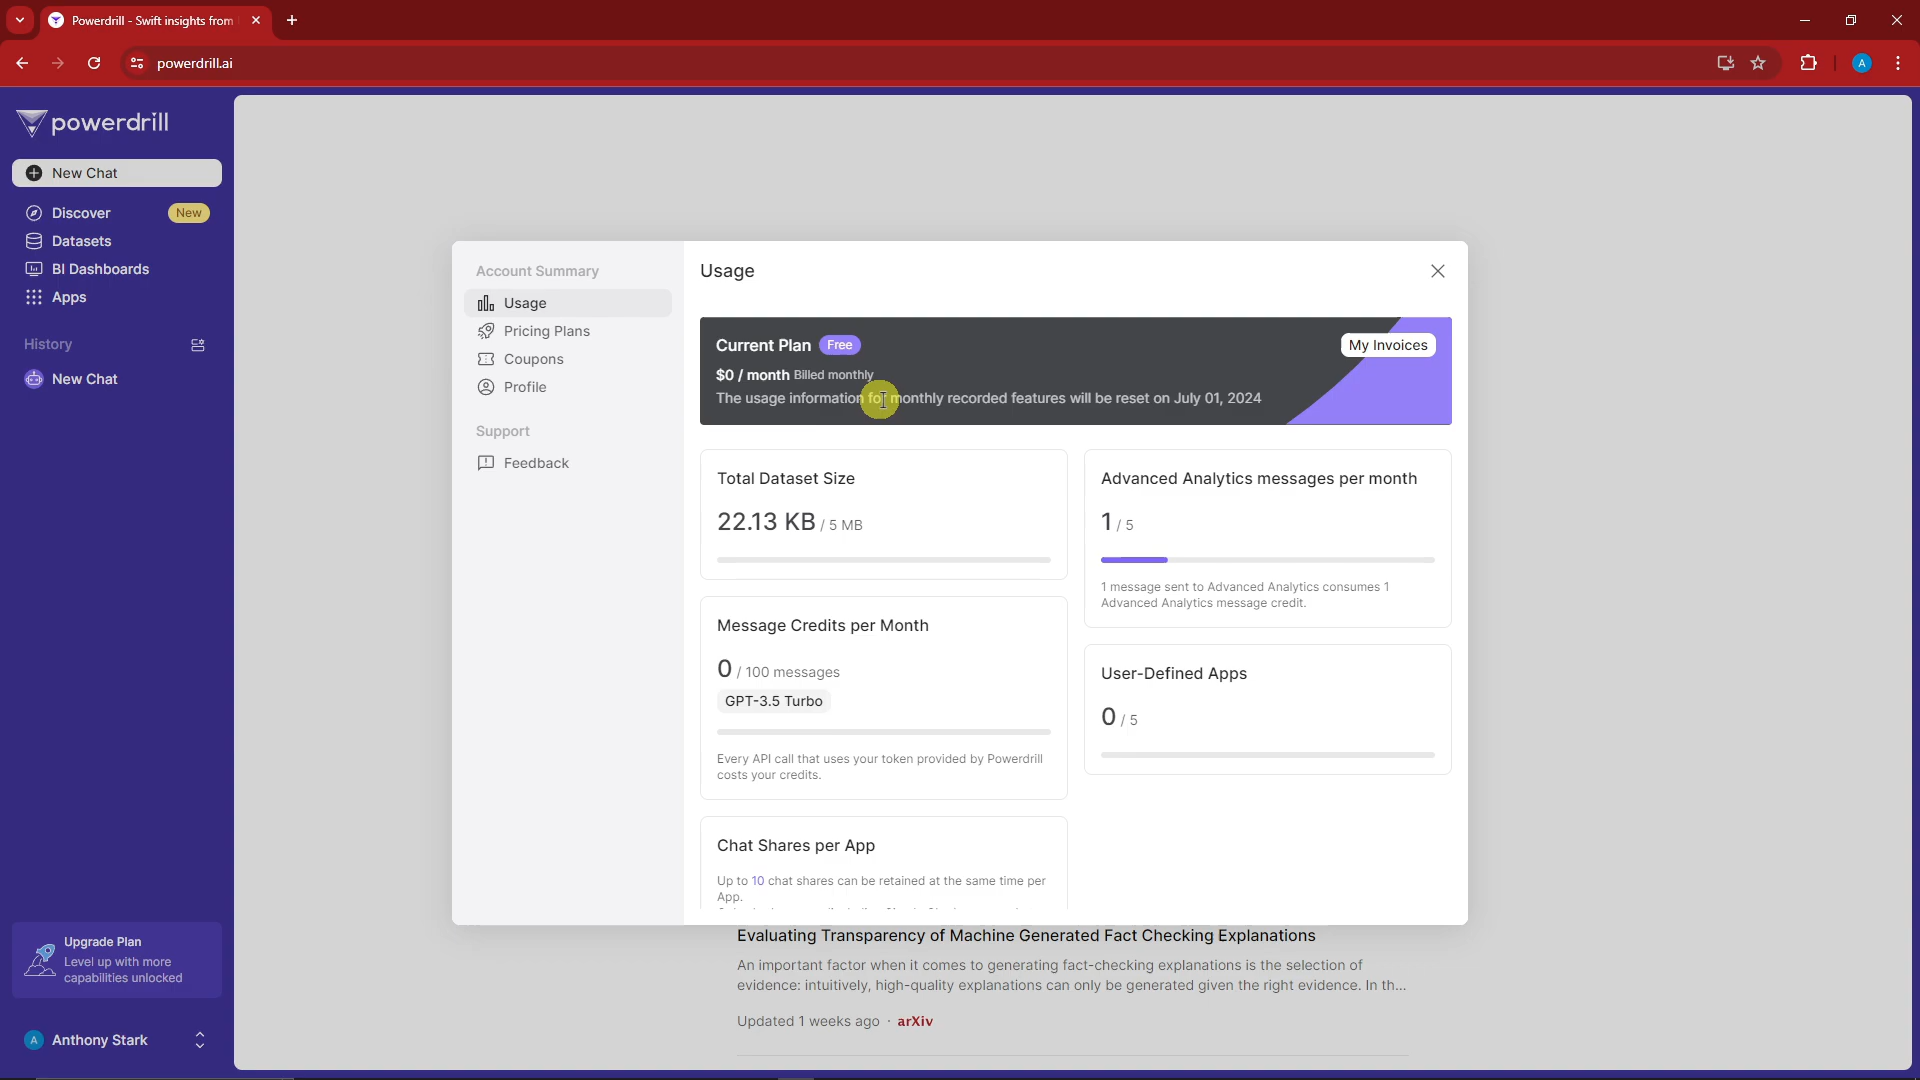 Powerdrill - Swift insights from
powerdrill.ai
A
powerdrill
New Chat
Discover
New
Datasets
BI Dashboards
Apps
History
New Chat
Upgrade Plan
Level up with more
capabilities unlocked
A
Anthony Stark
Account Summary
Usage
Pricing Plans
Coupons
Profile
Support
Feedback
Usage
Current Plan Free
My Invoices
$0 / month Billed monthly
The usage information for monthly recorded features will be reset on July 01, 2024
Total Dataset Size
22.13 KB / 5 MB
Message Credits per Month
0 / 100 messages
GPT-3.5 Turbo
Every API call that uses your token provided by Powerdrill
costs your credits.
Chat Shares per App
Up to 10 chat shares can be retained at the same time per
App.
Advanced Analytics messages per month
1 / 5
1 message sent to Advanced Analytics consumes 1
Advanced Analytics message credit.
User-Defined Apps
0 / 5
Evaluating Transparency of Machine Generated Fact Checking Explanations
An important factor when it comes to generating fact-checking explanations is the selection of
evidence: intuitively, high-quality explanations can only be generated given the right evidence. In th...
Updated 1 weeks ago · arXiv